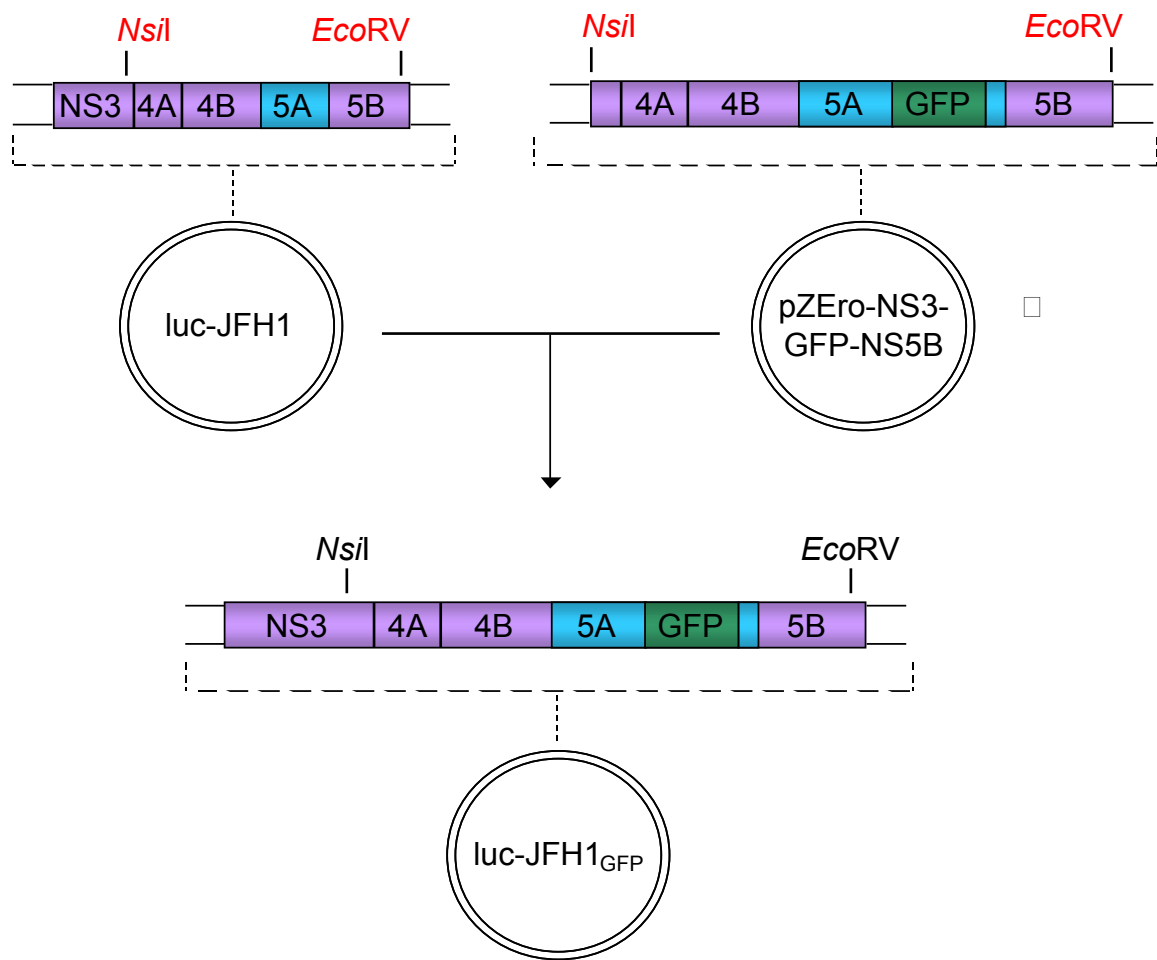 NsiI EcoRV
NS3 4A 4B 5A 5B
NsiI EcoRV
4A 4B 5A GFP 5B
luc-JFH1
pZEro-NS3-
GFP-NS5B
NsiI EcoRV
NS3 4A 4B 5A GFP 5B
luc-JFH1GFP